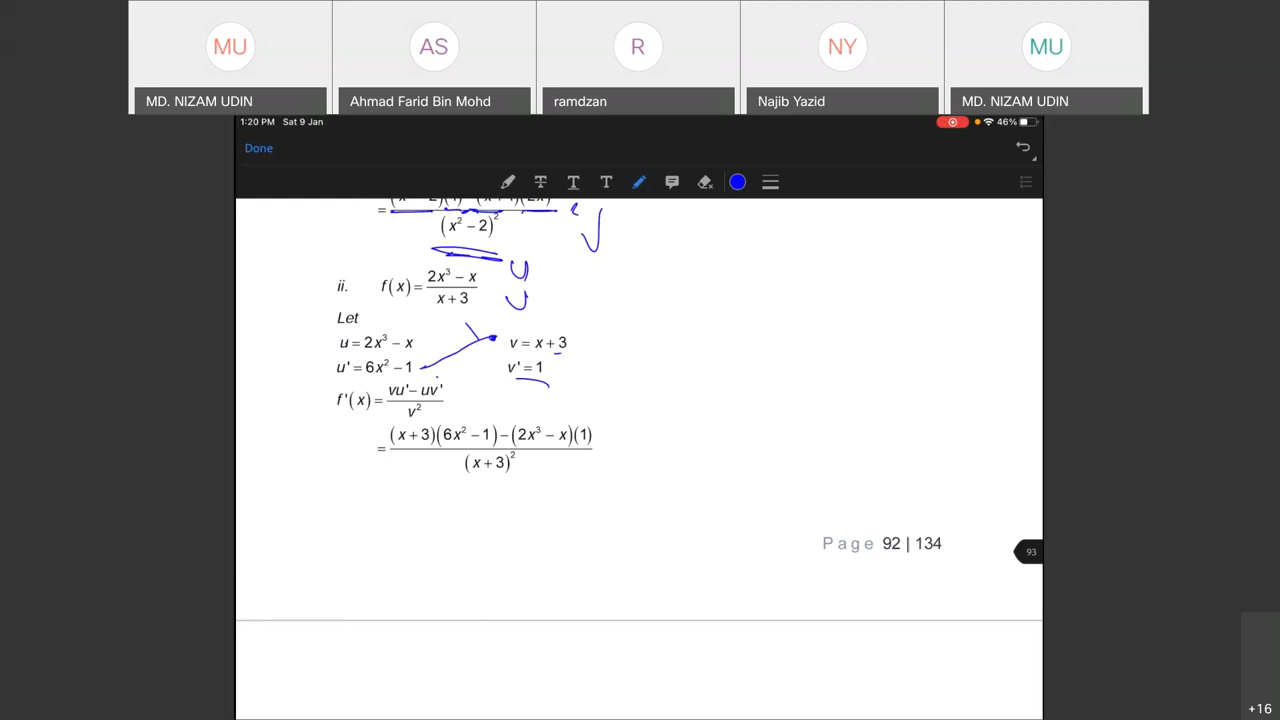 MU AS R NY MU
MD. NIZAM UDIN Ahmad Farid Bin Mohd ramdzan Najib Yazid MD. NIZAM UDIN
1:20 PM Sat 9 Jan 46%
Done
T T T
= (x² − 2)²
u
ii. f(x) = (2x³ − x)/(x + 3)
v
Let
u = 2x³ − x v = x + 3
u' = 6x² − 1 v' = 1
f'(x) = (vu' − uv')/v²
= ((x + 3)(6x² − 1) − (2x³ − x)(1))/(x + 3)²
Page 92 | 134
93
+16